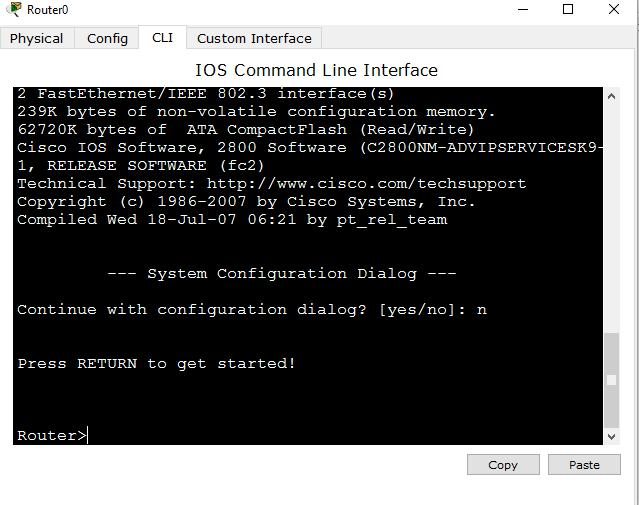 Router0
Physical Config CLI Custom Interface
IOS Command Line Interface
2 FastEthernet/IEEE 802.3 interface(s)
239K bytes of non-volatile configuration memory.
62720K bytes of ATA CompactFlash (Read/Write)
Cisco IOS Software, 2800 Software (C2800NM-ADVIPSERVICESK9-
1, RELEASE SOFTWARE (fc2)
Technical Support: http://www.cisco.com/techsupport
Copyright (c) 1986-2007 by Cisco Systems, Inc.
Compiled Wed 18-Jul-07 06:21 by pt_rel_team
--- System Configuration Dialog ---
Continue with configuration dialog? [yes/no]: n
Press RETURN to get started!
Router>
Copy Paste